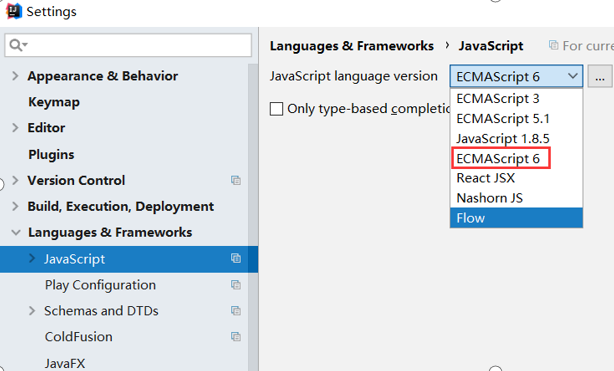 Settings
Appearance & Behavior
Keymap
Editor
Plugins
Version Control
Build, Execution, Deployment
Languages & Frameworks
JavaScript
Play Configuration
Schemas and DTDs
ColdFusion
JavaFX
Languages & Frameworks › JavaScript
For curre
JavaScript language version
ECMAScript 6
...
Only type-based completio
ECMAScript 3
ECMAScript 5.1
JavaScript 1.8.5
ECMAScript 6
React JSX
Nashorn JS
Flow